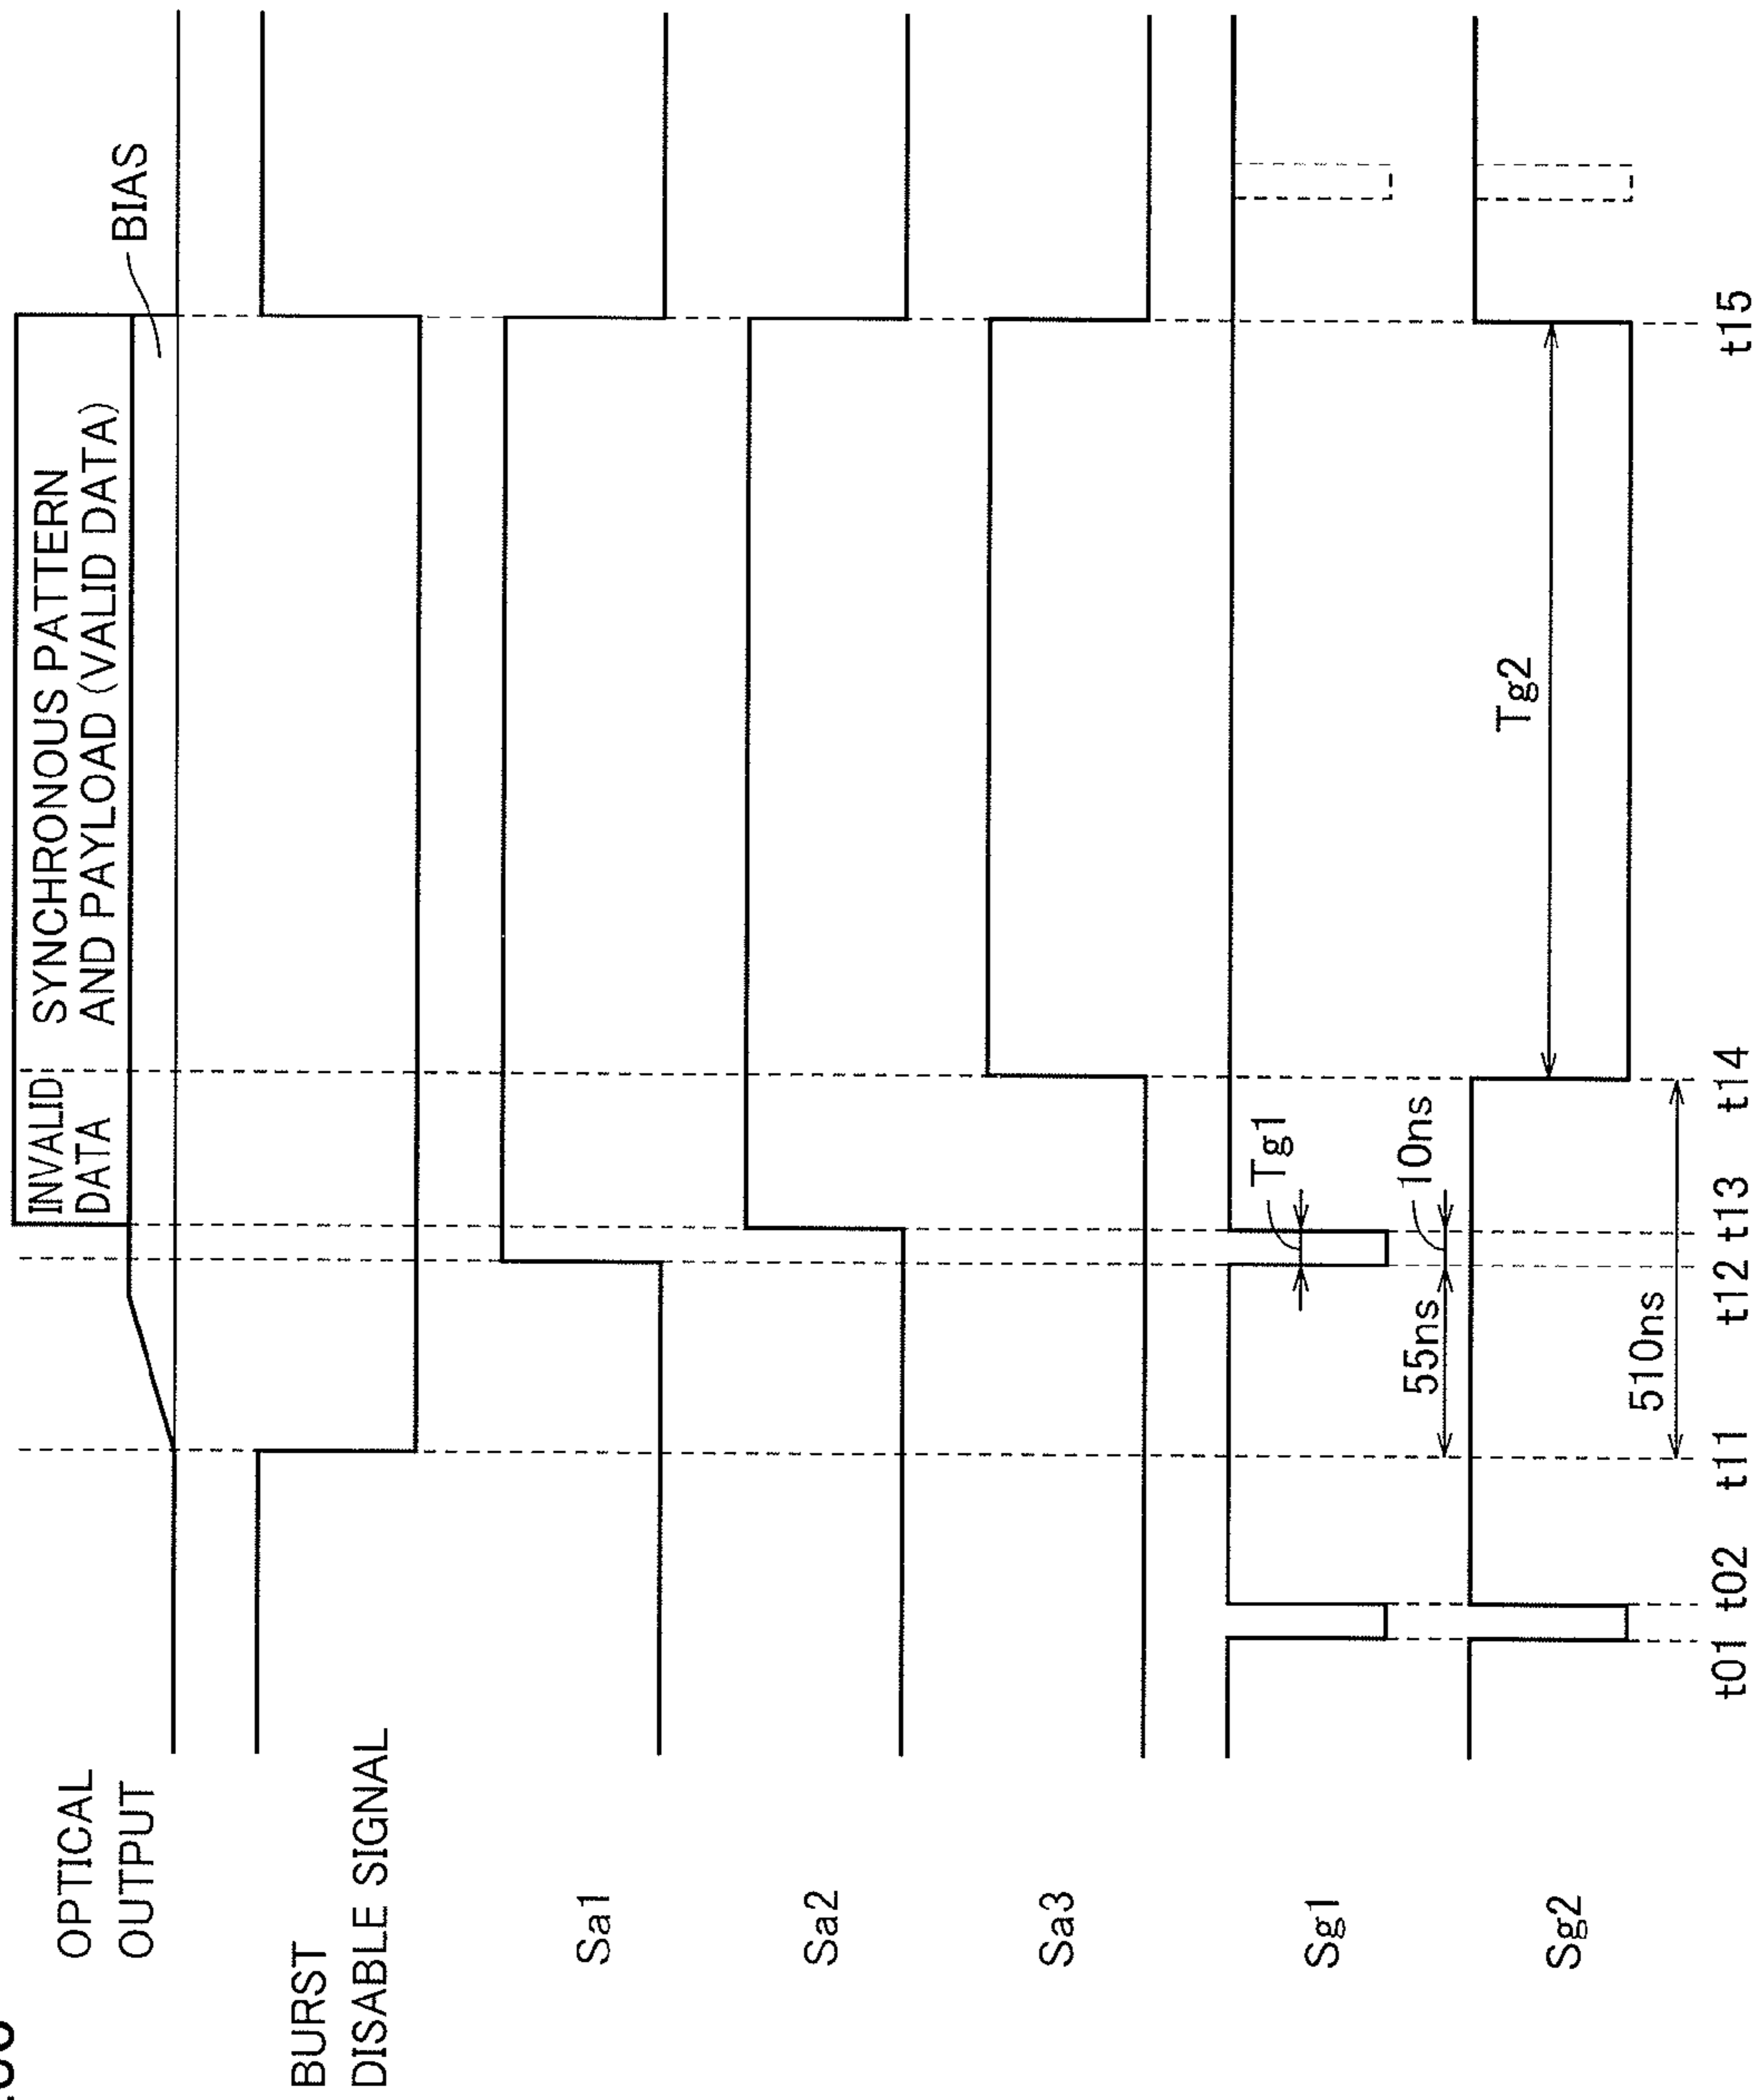 OPTICAL
OUTPUT
INVALID
DATA
SYNCHRONOUS PATTERN
AND PAYLOAD (VALID DATA)
BIAS
BURST
DISABLE SIGNAL
Sa1
Sa2
Sa3
Sg1
Tg1
55ns
10ns
Sg2
Tg2
510ns
t01
t02
t11
t12
t13
t14
t15